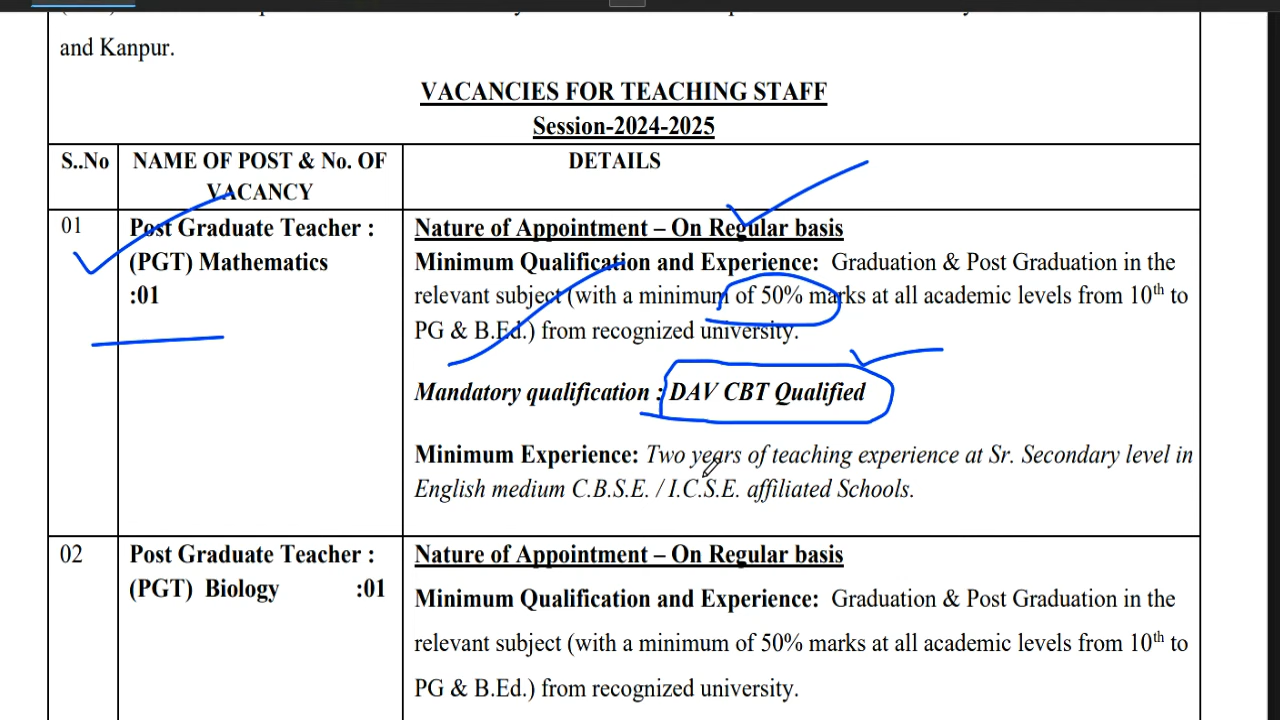 and Kanpur.
VACANCIES FOR TEACHING STAFF
Session-2024-2025
S..No NAME OF POST & No. OF VACANCY DETAILS
01 Post Graduate Teacher :
(PGT) Mathematics
:01
Nature of Appointment – On Regular basis
Minimum Qualification and Experience: Graduation & Post Graduation in the
relevant subject (with a minimum of 50% marks at all academic levels from 10th to
PG & B.Ed.) from recognized university.
Mandatory qualification : DAV CBT Qualified
Minimum Experience: Two years of teaching experience at Sr. Secondary level in
English medium C.B.S.E. / I.C.S.E. affiliated Schools.
02 Post Graduate Teacher :
(PGT) Biology :01
Nature of Appointment – On Regular basis
Minimum Qualification and Experience: Graduation & Post Graduation in the
relevant subject (with a minimum of 50% marks at all academic levels from 10th to
PG & B.Ed.) from recognized university.